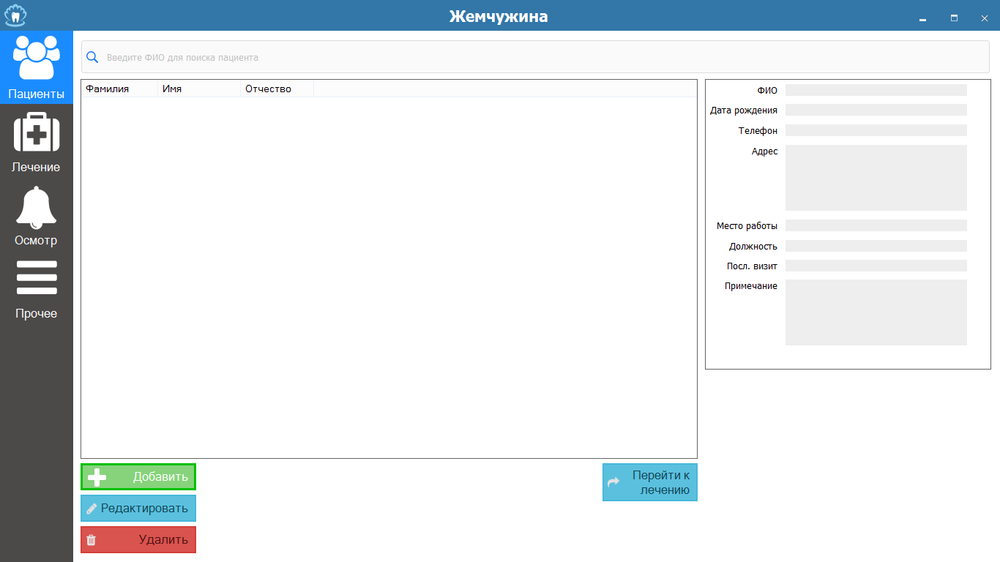 Жемчужина
Пациенты
Лечение
Осмотр
Прочее
Введите ФИО для поиска пациента
Фамилия Имя Отчество
ФИО
Дата рождения
Телефон
Адрес
Место работы
Должность
Посл. визит
Примечание
Добавить
Редактировать
Удалить
Перейти к
лечению